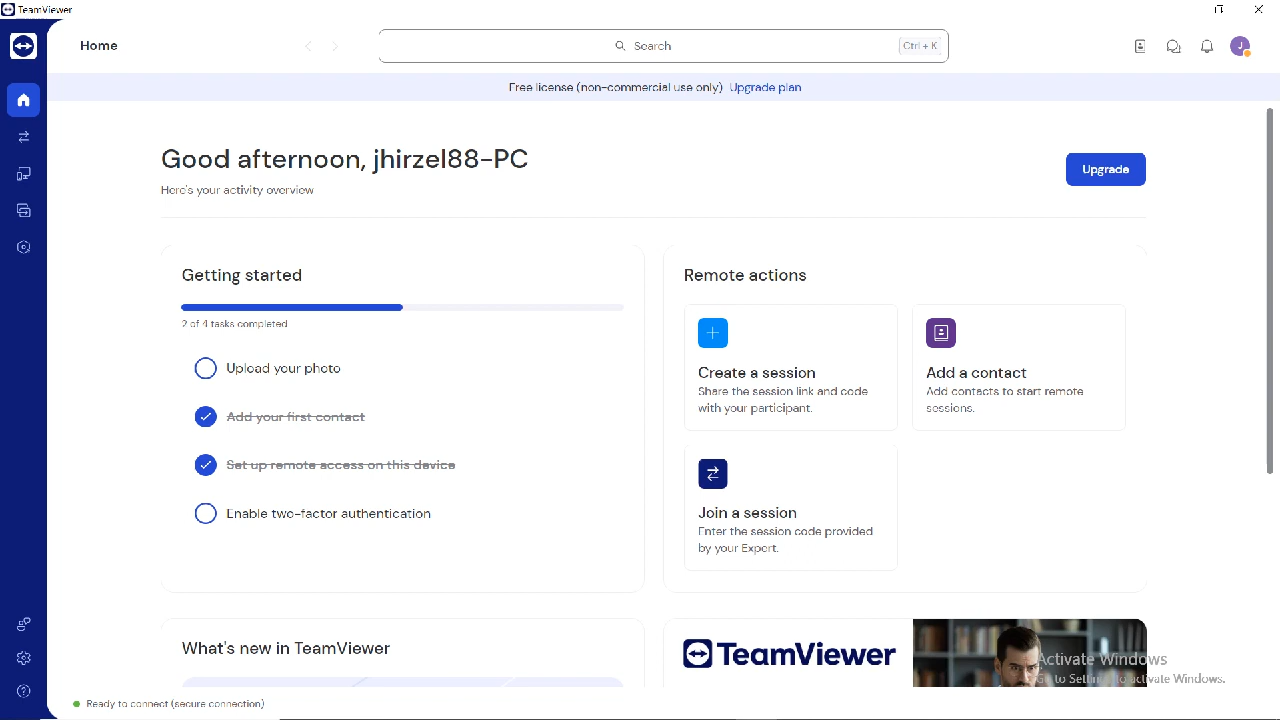 TeamViewer
Home
Search
Ctrl + K
J
Free license (non-commercial use only) Upgrade plan
Good afternoon, jhirzel88-PC
Here's your activity overview
Upgrade
Getting started
2 of 4 tasks completed
Upload your photo
Add your first contact
Set up remote access on this device
Enable two-factor authentication
Remote actions
Create a session
Share the session link and code
with your participant.
Add a contact
Add contacts to start remote
sessions.
Join a session
Enter the session code provided
by your Expert.
What's new in TeamViewer
TeamViewer
Activate Windows
Go to Settings to activate Windows.
Ready to connect (secure connection)